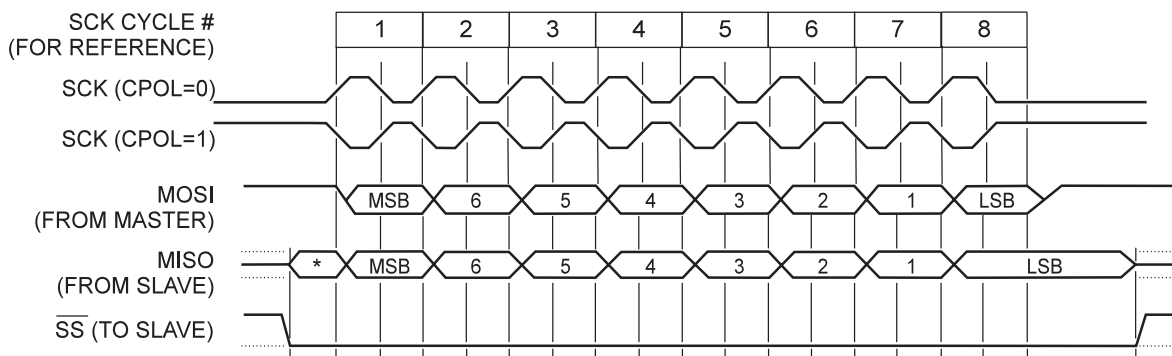 SCK CYCLE #
(FOR REFERENCE)
1 2 3 4 5 6 7 8
SCK (CPOL=0)
SCK (CPOL=1)
MOSI
(FROM MASTER)
MSB 6 5 4 3 2 1 LSB
MISO
(FROM SLAVE)
* MSB 6 5 4 3 2 1 LSB
SS (TO SLAVE)